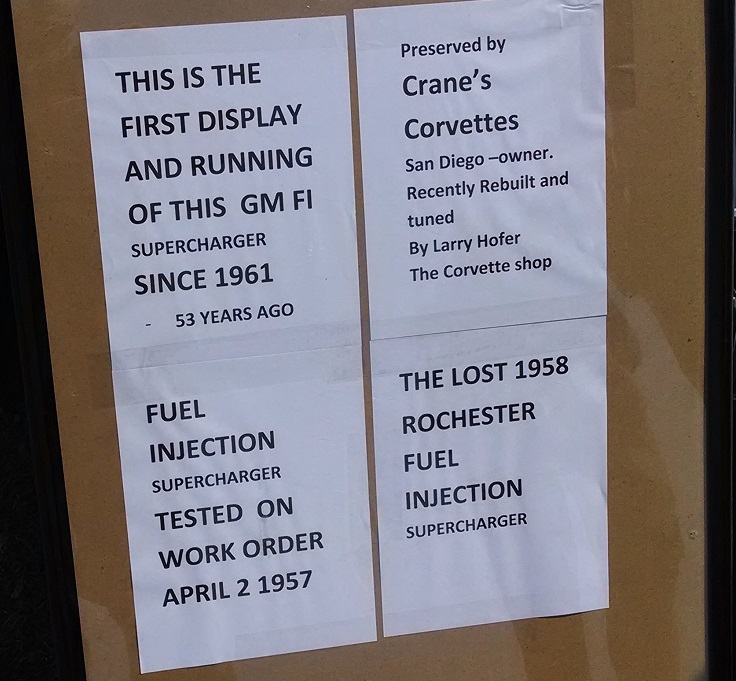 THIS IS THE
FIRST DISPLAY
AND RUNNING
OF THIS GM FI
SUPERCHARGER
SINCE 1961
- 53 YEARS AGO
Preserved by
Crane's
Corvettes
San Diego –owner.
Recently Rebuilt and
tuned
By Larry Hofer
The Corvette shop
FUEL
INJECTION
SUPERCHARGER
TESTED ON
WORK ORDER
APRIL 2 1957
THE LOST 1958
ROCHESTER
FUEL
INJECTION
SUPERCHARGER